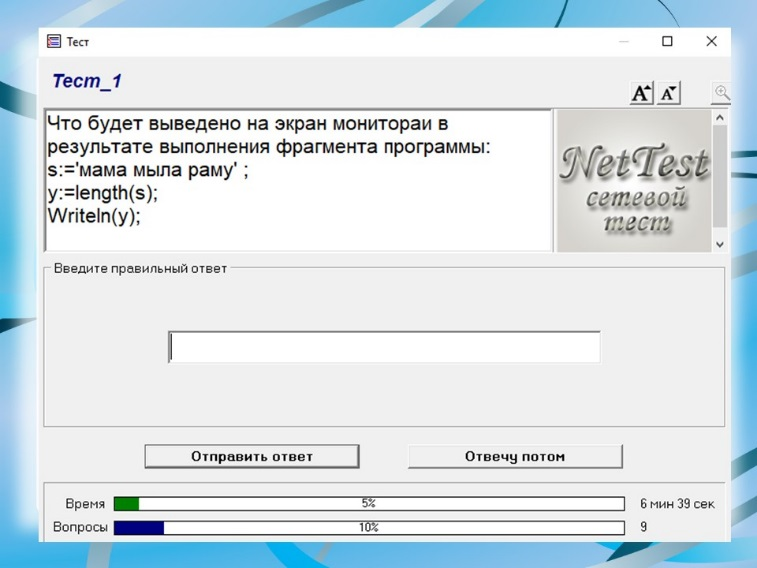 Тест
Тест_1
Что будет выведено на экран монитораи в
результате выполнения фрагмента программы:
s:='мама мыла раму' ;
y:=length(s);
Writeln(y);
A A
NetTest
сетевой
тест
Введите правильный ответ
Отправить ответ
Отвечу потом
Время 5% 6 мин 39 сек
Вопросы 10% 9